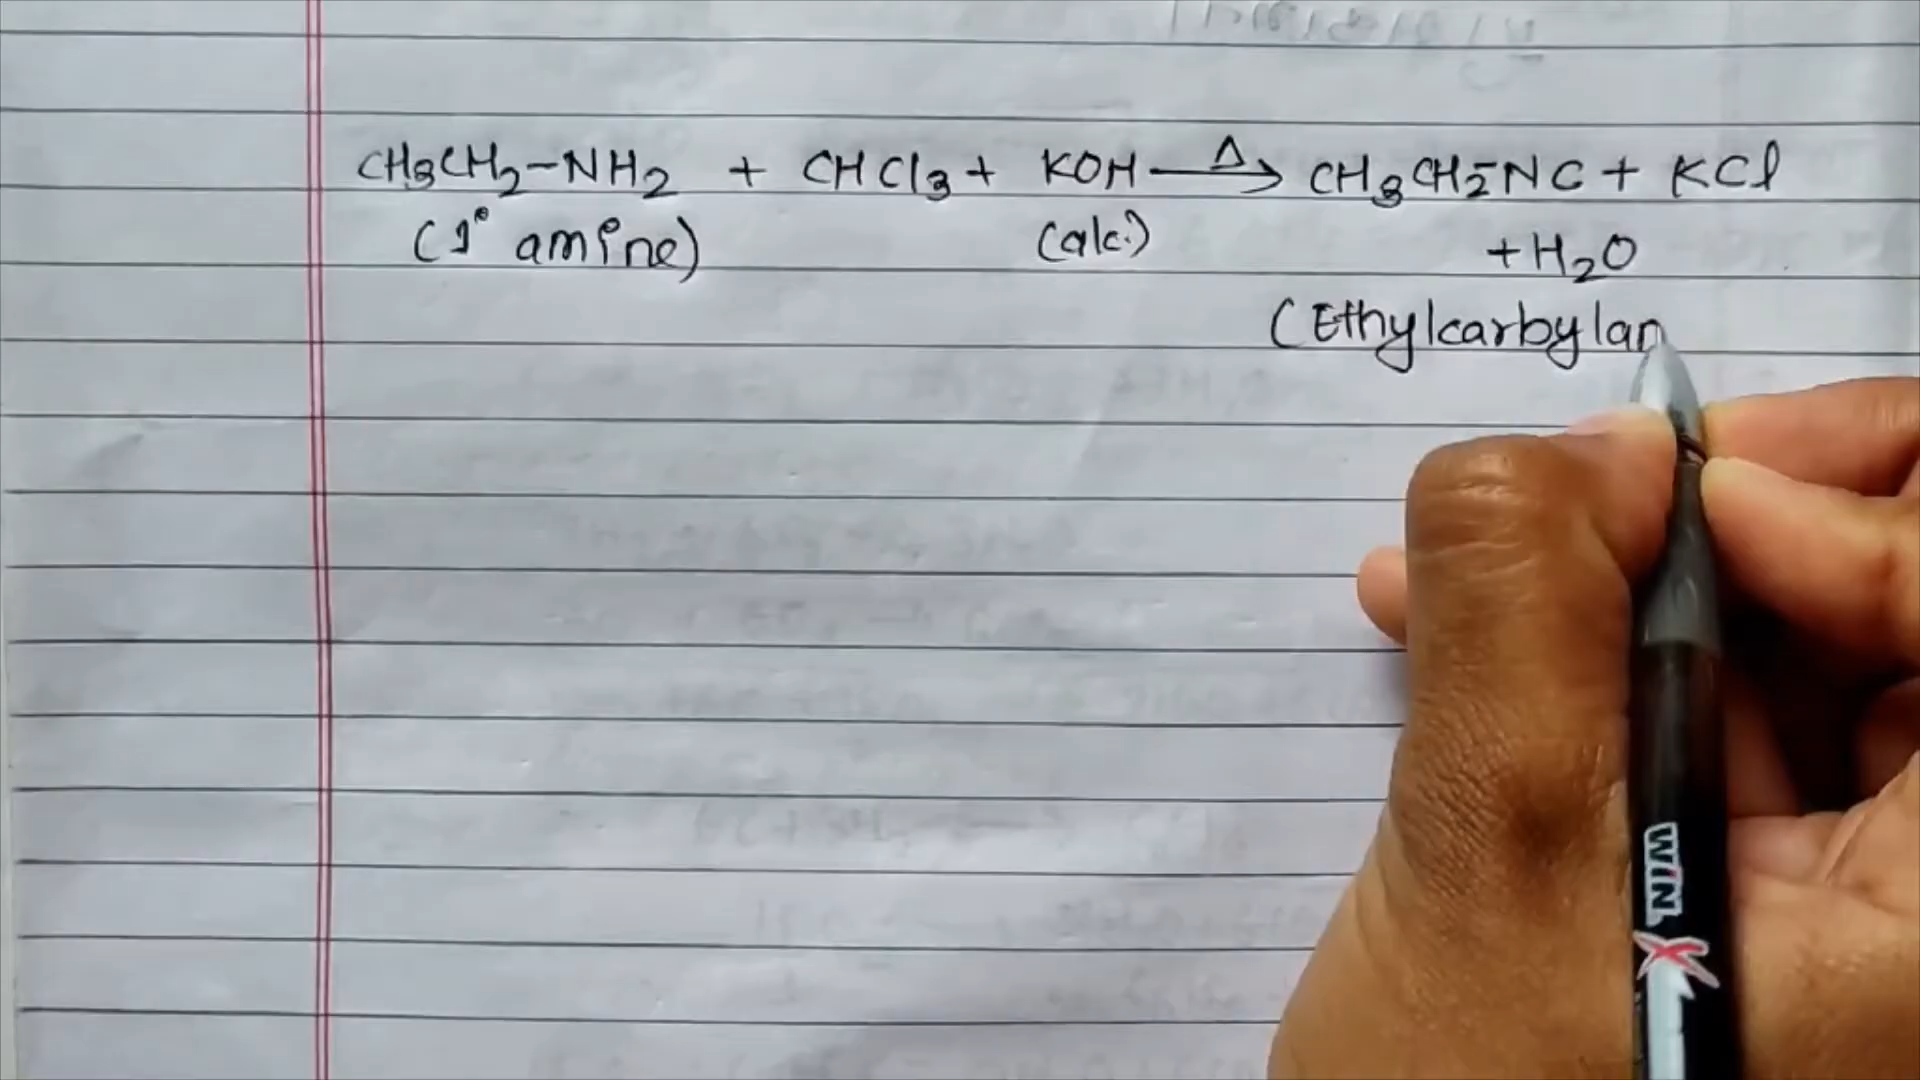 CH3CH2-NH2 + CHCl3 + KOH —Δ→ CH3CH2-NC + KCl
(1° amine) (alc.) + H2O
(Ethylcarbylan
WIN X